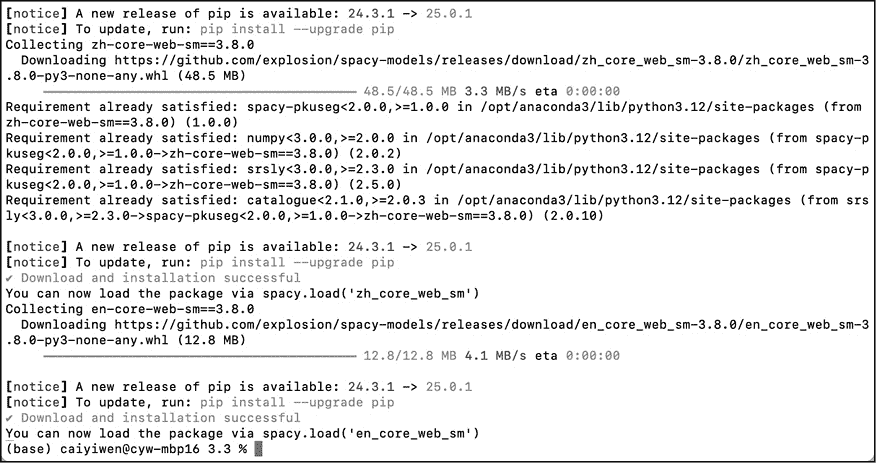 [notice] A new release of pip is available: 24.3.1 -> 25.0.1
[notice] To update, run: pip install --upgrade pip
Collecting zh-core-web-sm==3.8.0
  Downloading https://github.com/explosion/spacy-models/releases/download/zh_core_web_sm-3.8.0/zh_core_web_sm-3
.8.0-py3-none-any.whl (48.5 MB)
48.5/48.5 MB 3.3 MB/s eta 0:00:00
Requirement already satisfied: spacy-pkuseg<2.0.0,>=1.0.0 in /opt/anaconda3/lib/python3.12/site-packages (from
zh-core-web-sm==3.8.0) (1.0.0)
Requirement already satisfied: numpy<3.0.0,>=2.0.0 in /opt/anaconda3/lib/python3.12/site-packages (from spacy-p
kuseg<2.0.0,>=1.0.0->zh-core-web-sm==3.8.0) (2.0.2)
Requirement already satisfied: srsly<3.0.0,>=2.3.0 in /opt/anaconda3/lib/python3.12/site-packages (from spacy-p
kuseg<2.0.0,>=1.0.0->zh-core-web-sm==3.8.0) (2.5.0)
Requirement already satisfied: catalogue<2.1.0,>=2.0.3 in /opt/anaconda3/lib/python3.12/site-packages (from srs
ly<3.0.0,>=2.3.0->spacy-pkuseg<2.0.0,>=1.0.0->zh-core-web-sm==3.8.0) (2.0.10)
[notice] A new release of pip is available: 24.3.1 -> 25.0.1
[notice] To update, run: pip install --upgrade pip
✔ Download and installation successful
You can now load the package via spacy.load('zh_core_web_sm')
Collecting en-core-web-sm==3.8.0
  Downloading https://github.com/explosion/spacy-models/releases/download/en_core_web_sm-3.8.0/en_core_web_sm-3
.8.0-py3-none-any.whl (12.8 MB)
12.8/12.8 MB 4.1 MB/s eta 0:00:00
[notice] A new release of pip is available: 24.3.1 -> 25.0.1
[notice] To update, run: pip install --upgrade pip
✔ Download and installation successful
You can now load the package via spacy.load('en_core_web_sm')
(base) caiyiwen@cyw-mbp16 3.3 %